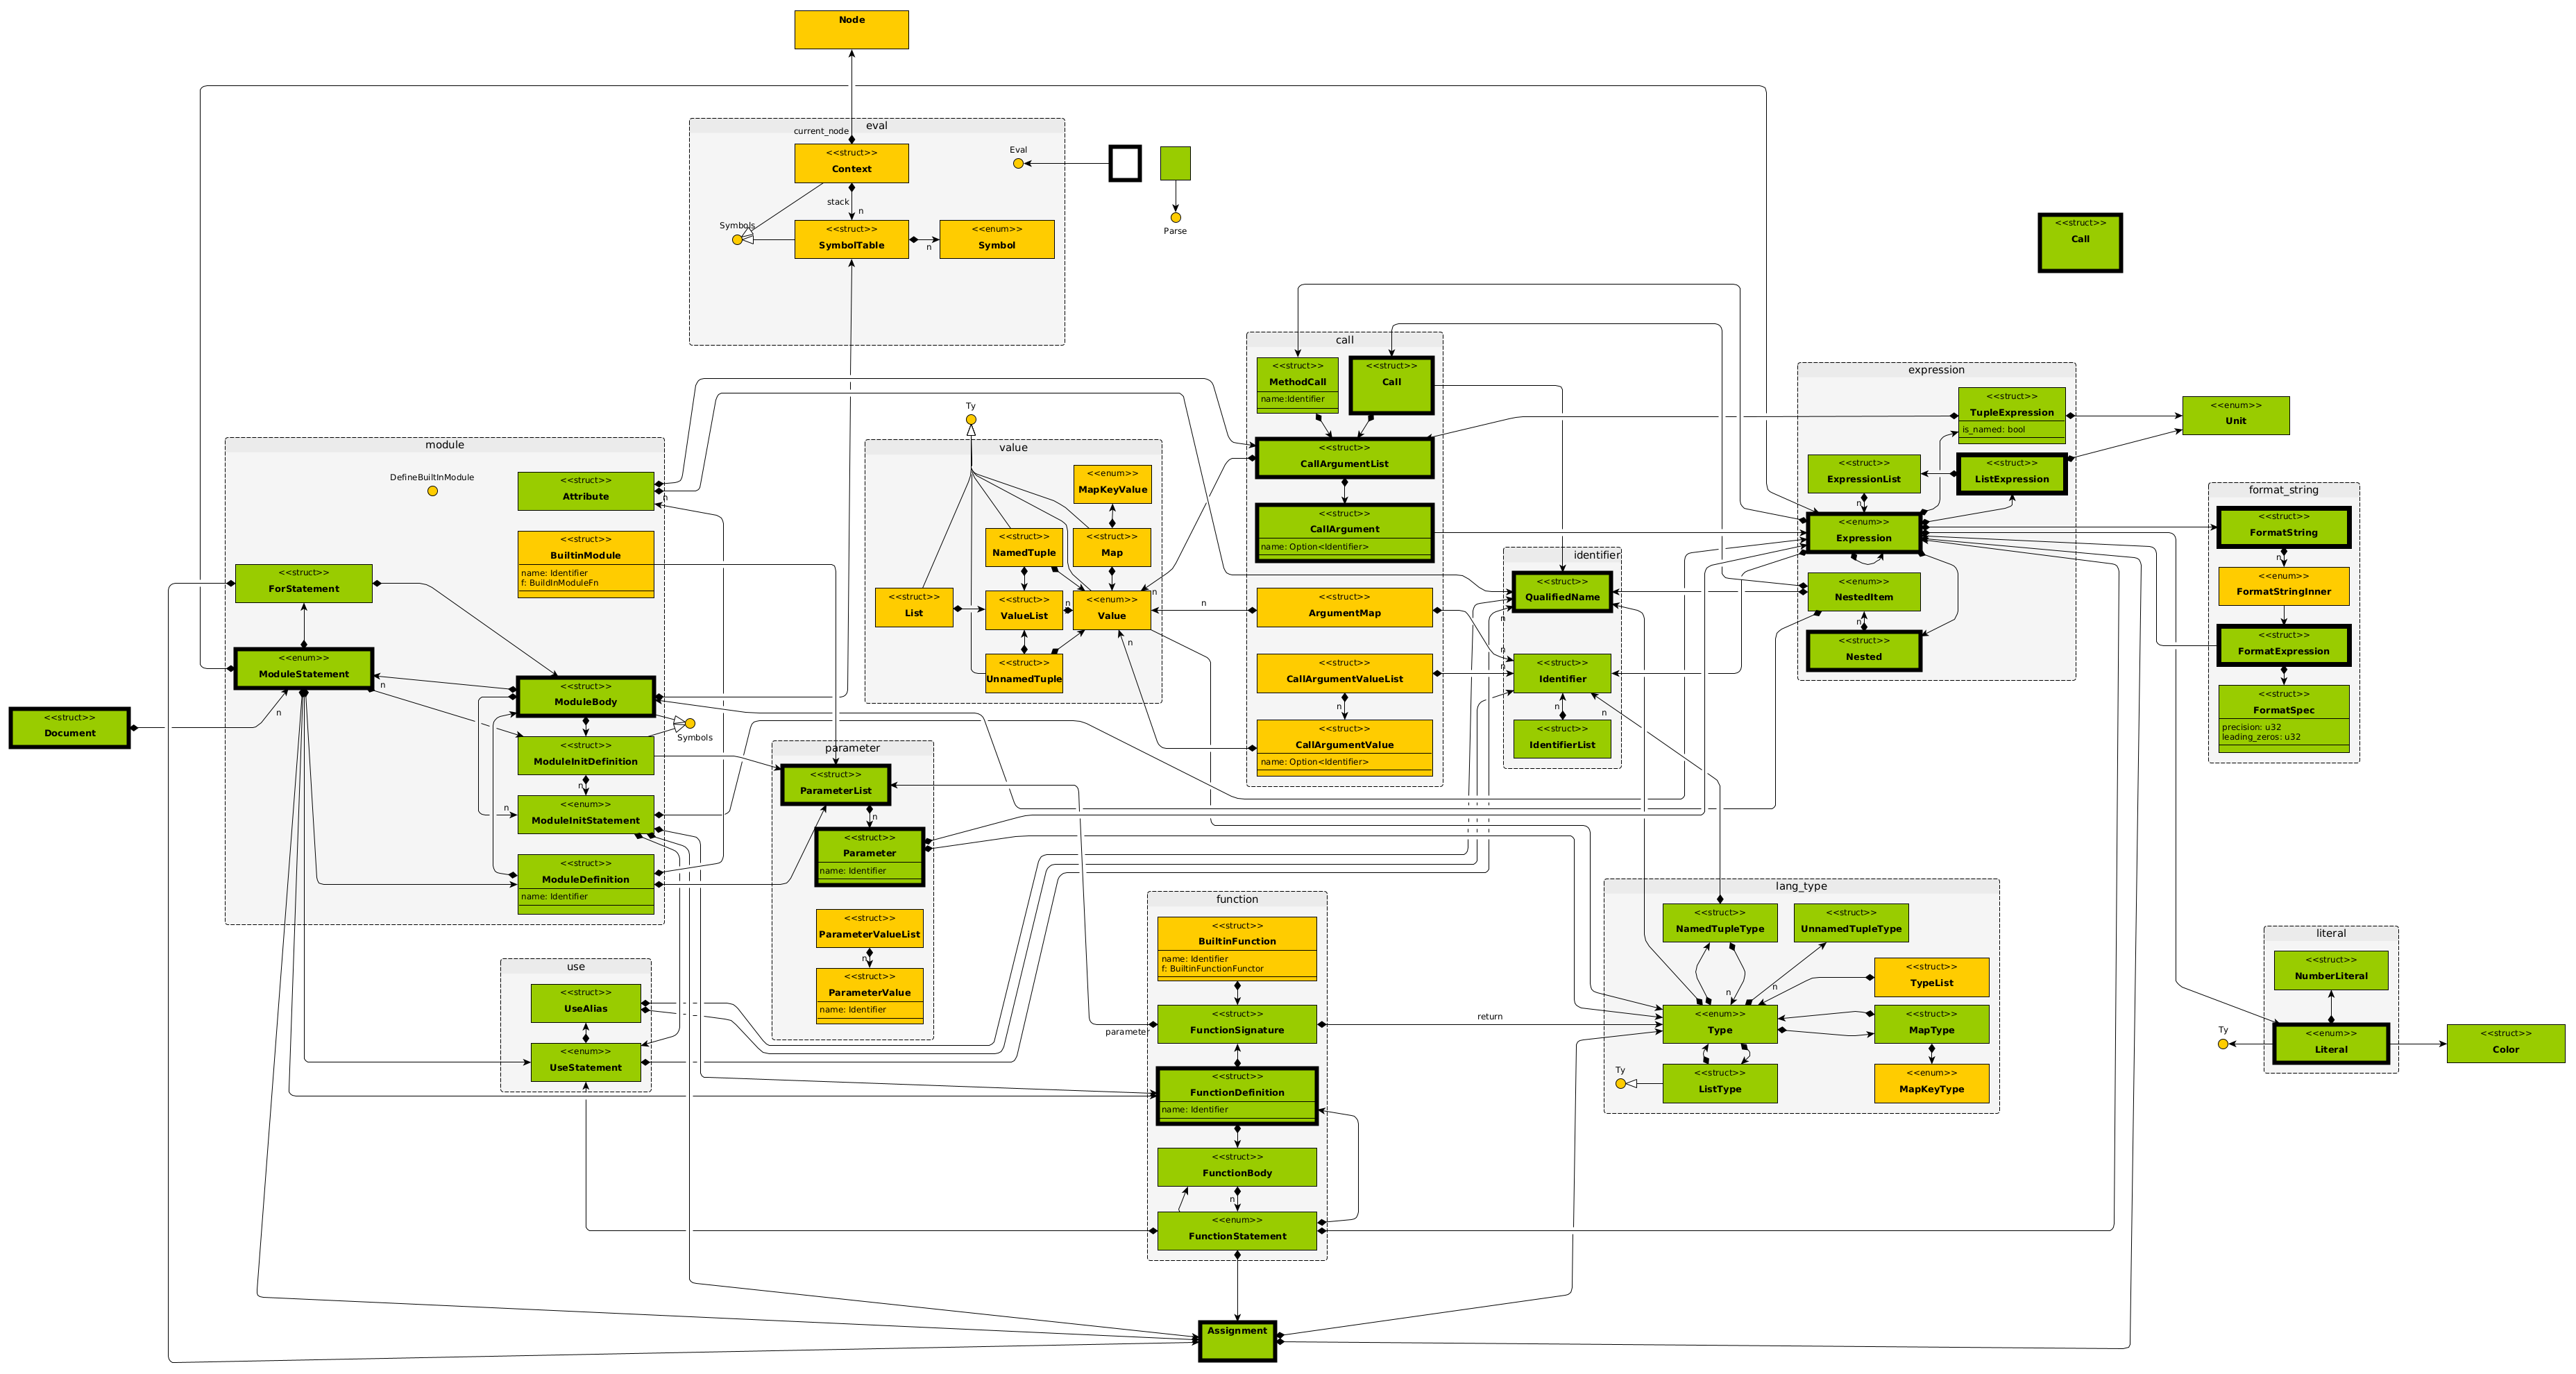 Node
eval
current_node
<<struct>>
Context
stack
n
Symbols
<<struct>>
SymbolTable
n
<<enum>>
Symbol
Eval
Parse
<<struct>>
Call
call
<<struct>>
MethodCall
name:Identifier
<<struct>>
Call
<<struct>>
CallArgumentList
<<struct>>
CallArgument
name: Option<Identifier>
ArgumentMap
n
n
<<struct>>
CallArgumentValueList
n
n
<<struct>>
CallArgumentValue
name: Option<Identifier>
expression
<<struct>>
TupleExpression
is_named: bool
<<enum>>
Unit
<<struct>>
ExpressionList
n
<<struct>>
ListExpression
<<enum>>
Expression
<<enum>>
NestedItem
n
<<struct>>
Nested
format_string
<<struct>>
FormatString
n
<<enum>>
FormatStringInner
<<struct>>
FormatExpression
<<struct>>
FormatSpec
precision: u32
leading_zeros: u32
module
DefineBuiltInModule
<<struct>>
Attribute
n
<<struct>>
BuiltinModule
name: Identifier
f: BuildInModuleFn
<<struct>>
ForStatement
<<enum>>
ModuleStatement
n
n
<<struct>>
ModuleBody
Symbols
<<struct>>
ModuleInitDefinition
n
n
<<enum>>
ModuleInitStatement
<<struct>>
ModuleDefinition
name: Identifier
<<struct>>
Document
Ty
value
<<enum>>
MapKeyValue
<<struct>>
NamedTuple
<<struct>>
Map
<<struct>>
List
<<struct>>
ValueList
n
<<enum>>
Value
n
n
<<struct>>
UnnamedTuple
identifier
<<struct>>
QualifiedName
n
<<struct>>
Identifier
n
n
<<struct>>
IdentifierList
parameter
<<struct>>
ParameterList
n
<<struct>>
Parameter
name: Identifier
<<struct>>
ParameterValueList
n
<<struct>>
ParameterValue
name: Identifier
use
<<struct>>
UseAlias
<<enum>>
UseStatement
function
<<struct>>
BuiltinFunction
name: Identifier
f: BuiltinFunctionFunctor
<<struct>>
FunctionSignature
parameter
return
<<struct>>
FunctionDefinition
name: Identifier
<<struct>>
FunctionBody
n
<<enum>>
FunctionStatement
lang_type
<<struct>>
NamedTupleType
<<struct>>
UnnamedTupleType
n
n
<<struct>>
TypeList
<<enum>>
Type
<<struct>>
MapType
Ty
<<struct>>
ListType
<<enum>>
MapKeyType
literal
<<struct>>
NumberLiteral
Ty
<<enum>>
Literal
<<struct>>
Color
Assignment